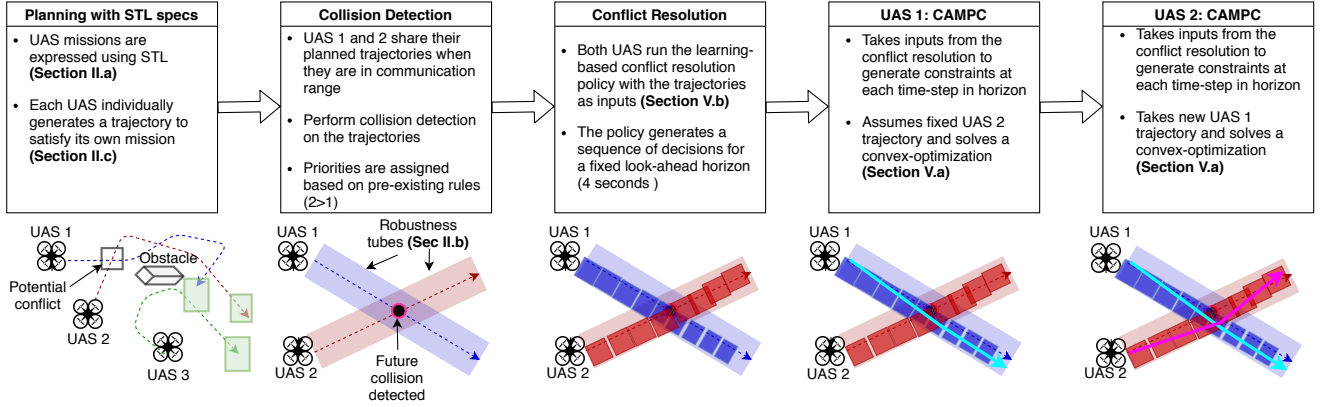 Planning with STL specs
• UAS missions are
expressed using STL
(Section II.a)
• Each UAS individually
generates a trajectory to
satisfy its own mission
(Section II.c)
Collision Detection
• UAS 1 and 2 share their
planned trajectories when
they are in communication
range
• Perform collision detection
on the trajectories
• Priorities are assigned
based on pre-existing rules
(2>1)
Conflict Resolution
• Both UAS run the learning-
based conflict resolution
policy with the trajectories
as inputs (Section V.b)
• The policy generates a
sequence of decisions for
a fixed look-ahead horizon
(4 seconds )
UAS 1: CAMPC
• Takes inputs from the
conflict resolution to
generate constraints at
each time-step in horizon
• Assumes fixed UAS 2
trajectory and solves a
convex-optimization
(Section V.a)
UAS 2: CAMPC
• Takes inputs from the
conflict resolution to
generate constraints at
each time-step in horizon
• Takes new UAS 1
trajectory and solves a
convex-optimization
(Section V.a)
UAS 1
Obstacle
Potential
conflict
UAS 2
UAS 3
UAS 1
Robustness
tubes (Sec II.b)
UAS 2
Future
collision
detected
UAS 1
UAS 2
UAS 1
UAS 2
UAS 1
UAS 2